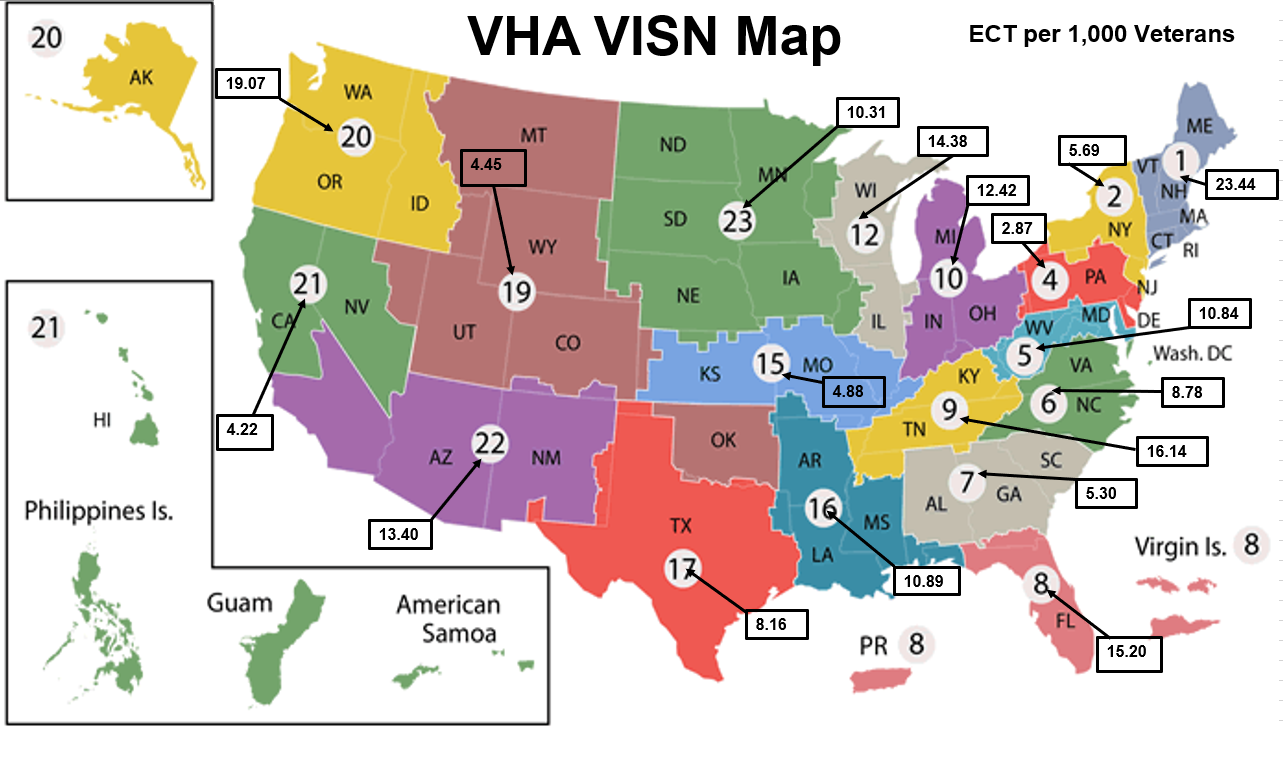 VHA VISN Map
ECT per 1,000 Veterans
20
AK
19.07
WA
20
OR
ID
MT
4.45
WY
19
UT
CO
ND
MN
10.31
SD
23
NE
IA
14.38
WI
12
IL
12.42
MI
10
IN
OH
5.69
2
NY
2.87
4
PA
NJ
DE
ME
VT
1
NH
23.44
MA
CT
RI
21
CA
NV
4.22
21
HI
Philippines Is.
Guam
American
Samoa
KS
15
MO
4.88
WV
MD
10.84
5
Wash. DC
VA
6
NC
8.78
KY
9
TN
16.14
AZ
22
NM
13.40
OK
TX
17
8.16
AR
16
MS
LA
10.89
SC
7
GA
AL
5.30
8
FL
15.20
Virgin Is. 8
PR 8